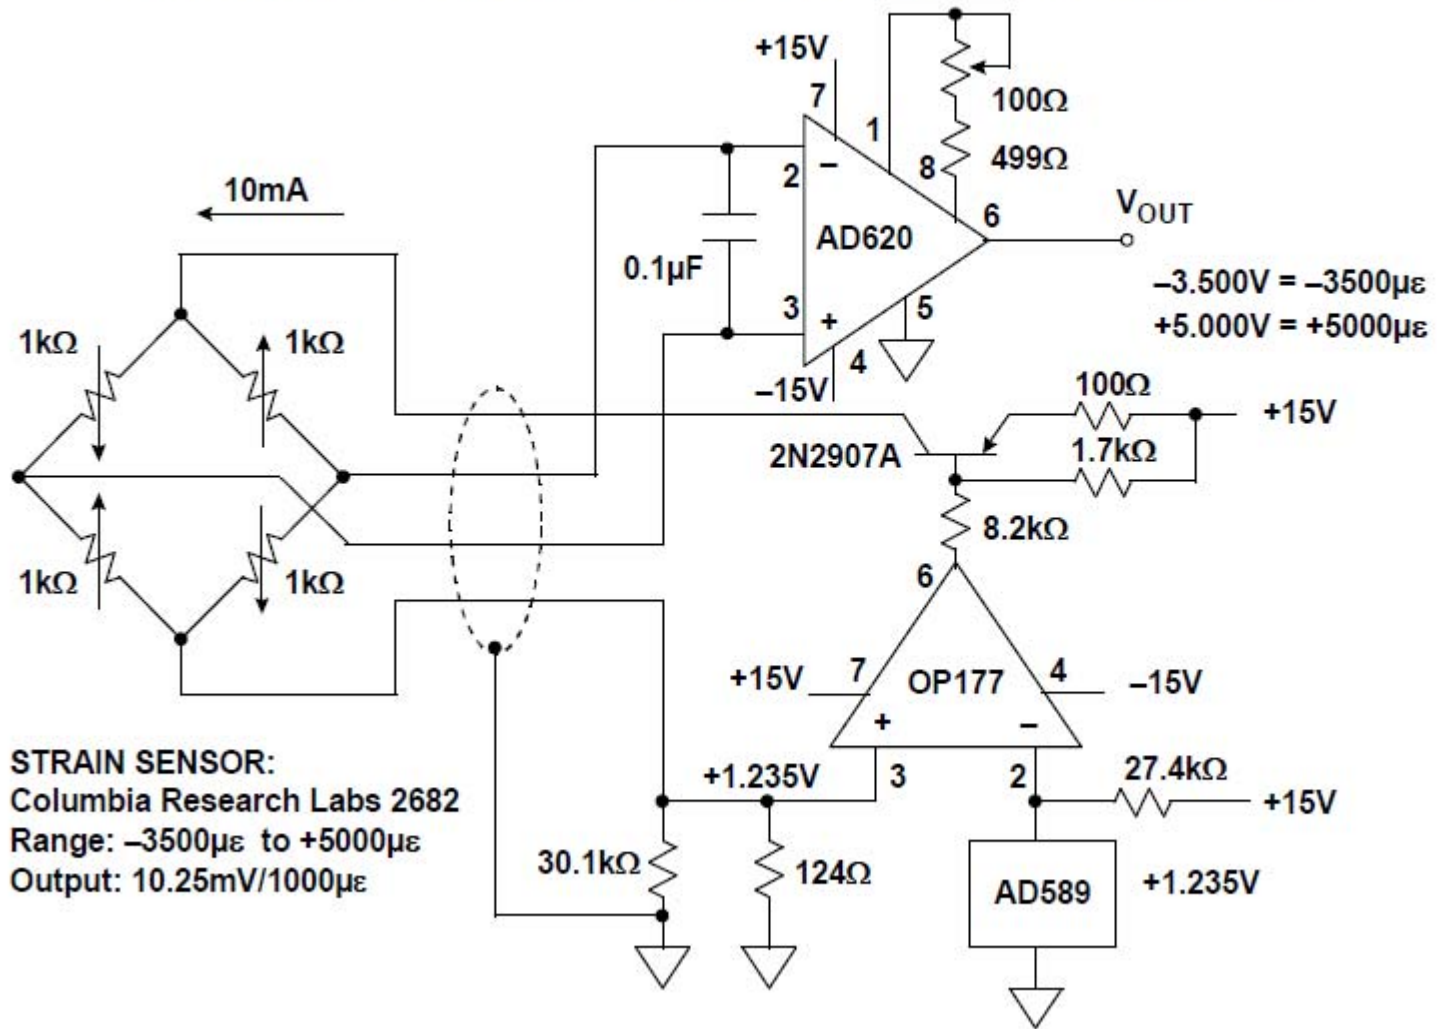 +15V
7
1
100Ω
499Ω
8
2
–
10mA
AD620
6
V_OUT
0.1µF
3
+
5
4
–15V
–3.500V = –3500µε
+5.000V = +5000µε
1kΩ
1kΩ
100Ω
+15V
2N2907A
1.7kΩ
8.2kΩ
1kΩ
1kΩ
6
+15V
7
OP177
4
–15V
+
–
STRAIN SENSOR:
Columbia Research Labs 2682
Range: –3500µε to +5000µε
Output: 10.25mV/1000µε
+1.235V
3
2
27.4kΩ
+15V
30.1kΩ
124Ω
AD589
+1.235V